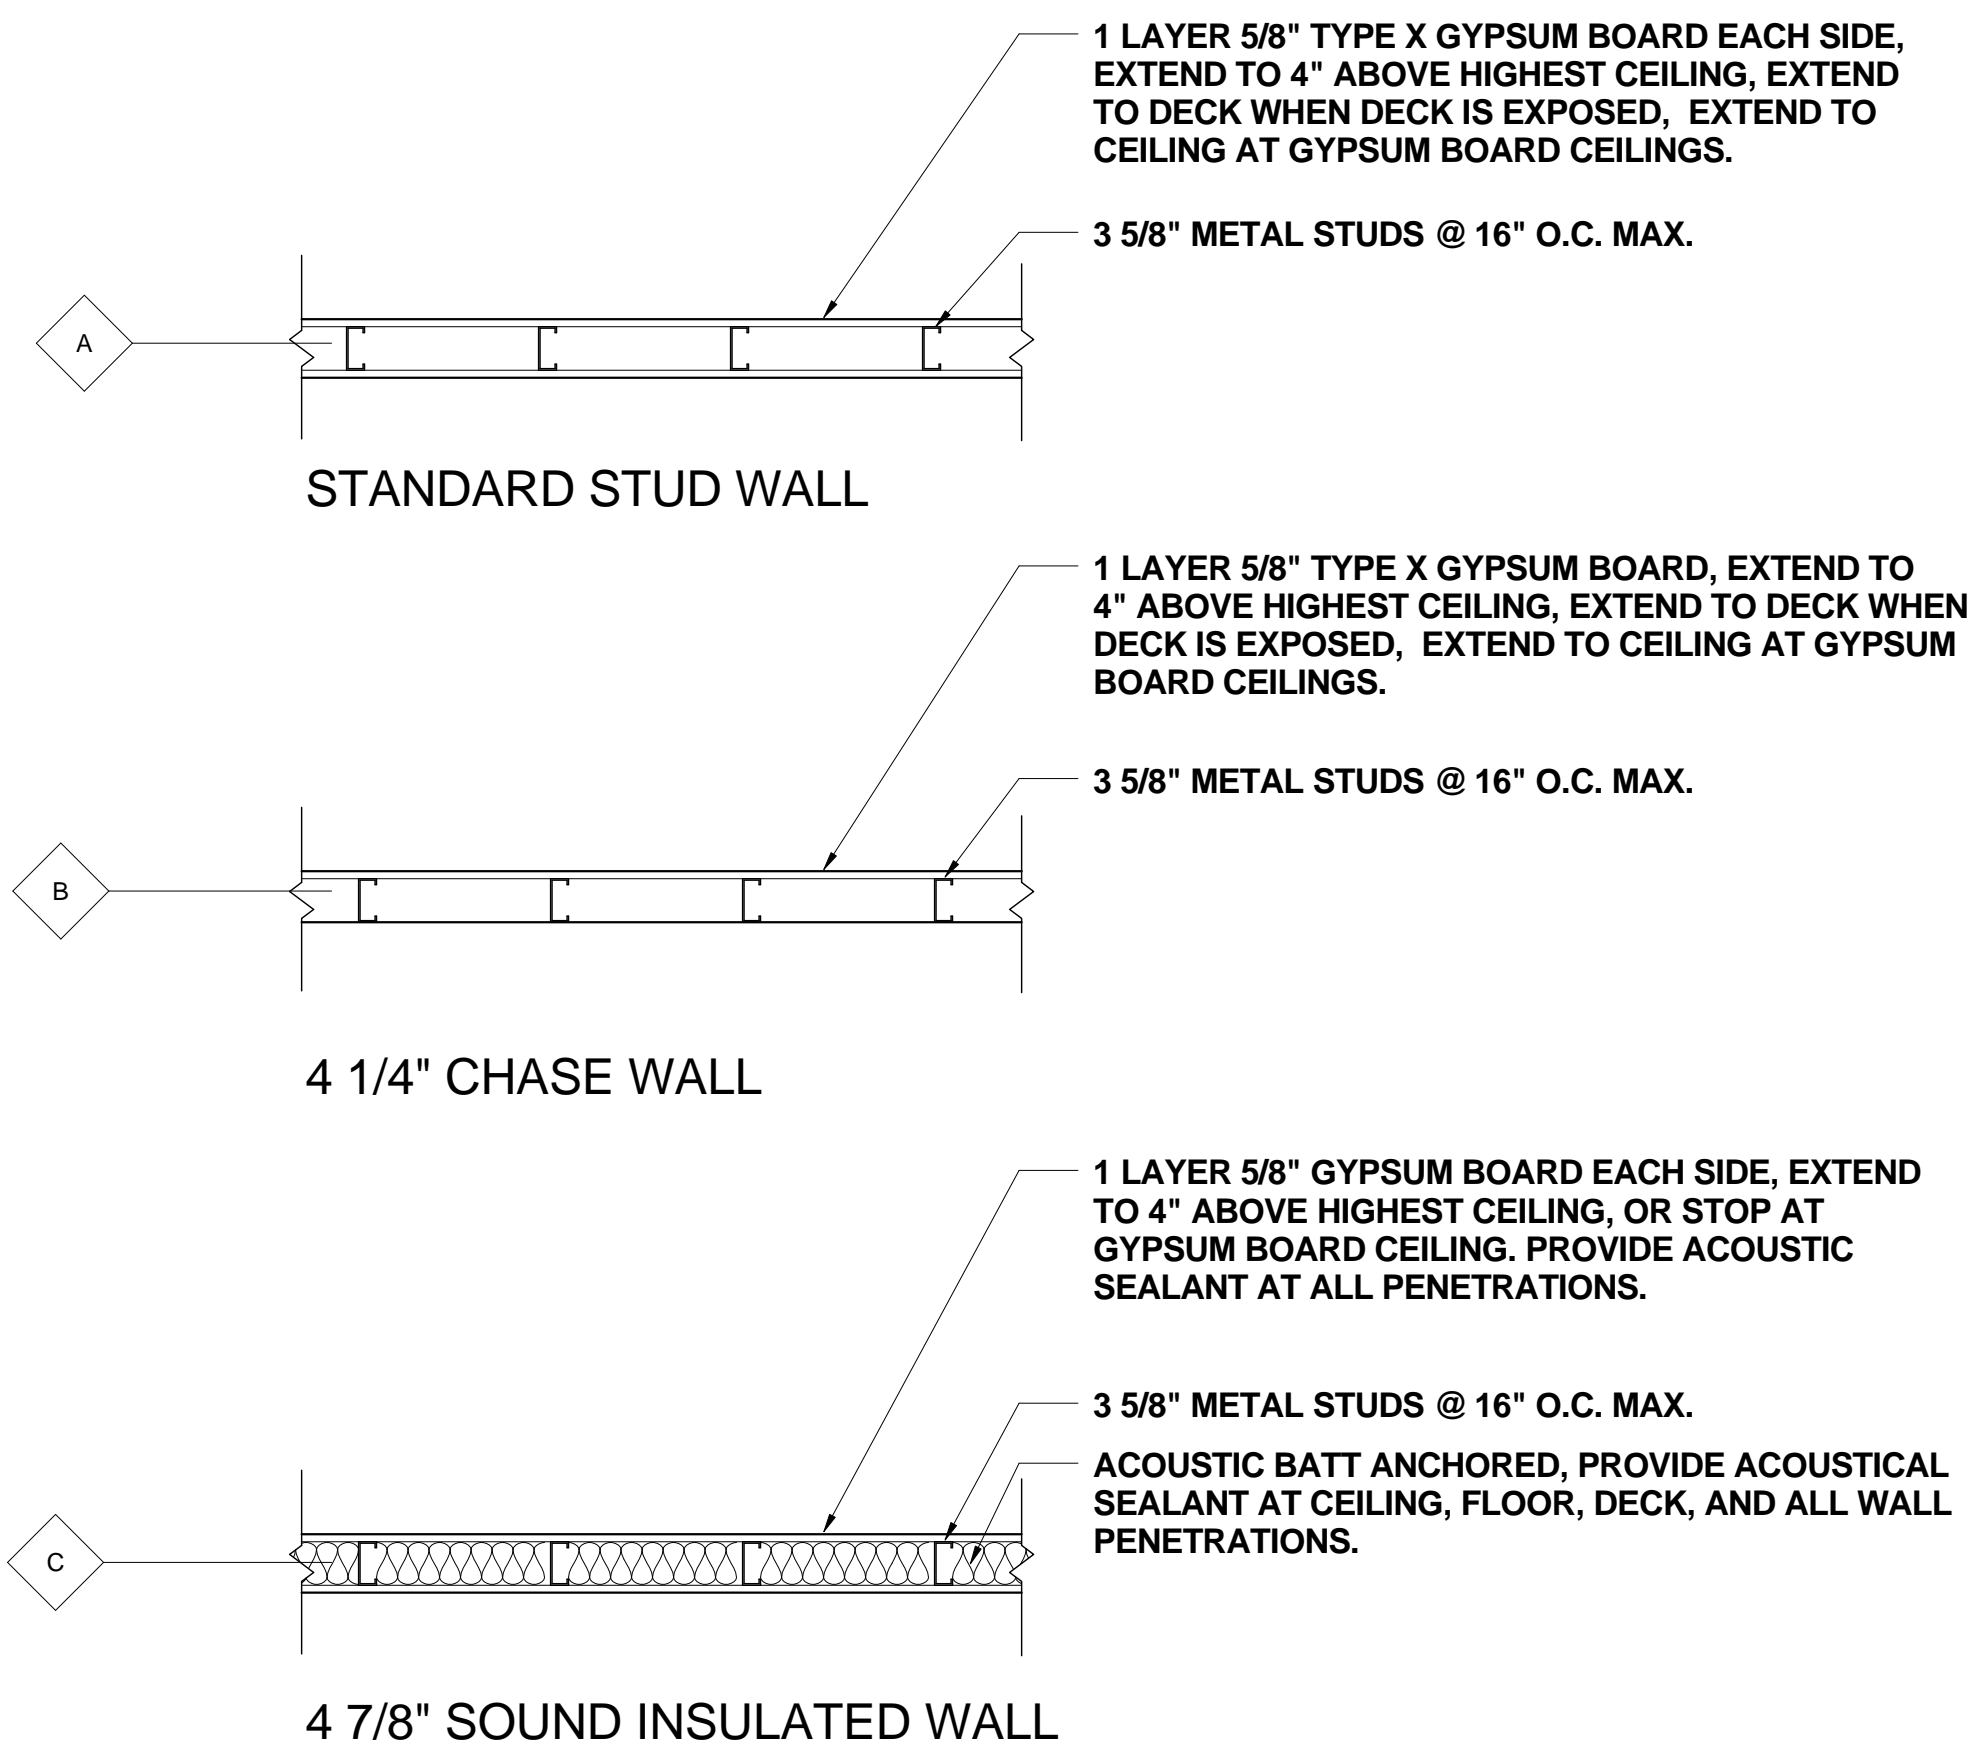 1 LAYER 5/8" TYPE X GYPSUM BOARD EACH SIDE,
EXTEND TO 4" ABOVE HIGHEST CEILING, EXTEND
TO DECK WHEN DECK IS EXPOSED,  EXTEND TO
CEILING AT GYPSUM BOARD CEILINGS.
3 5/8" METAL STUDS @ 16" O.C. MAX.
A
STANDARD STUD WALL
1 LAYER 5/8" TYPE X GYPSUM BOARD, EXTEND TO
4" ABOVE HIGHEST CEILING, EXTEND TO DECK WHEN
DECK IS EXPOSED,  EXTEND TO CEILING AT GYPSUM
BOARD CEILINGS.
3 5/8" METAL STUDS @ 16" O.C. MAX.
B
4 1/4" CHASE WALL
1 LAYER 5/8" GYPSUM BOARD EACH SIDE, EXTEND
TO 4" ABOVE HIGHEST CEILING, OR STOP AT
GYPSUM BOARD CEILING. PROVIDE ACOUSTIC
SEALANT AT ALL PENETRATIONS.
3 5/8" METAL STUDS @ 16" O.C. MAX.
ACOUSTIC BATT ANCHORED, PROVIDE ACOUSTICAL
SEALANT AT CEILING, FLOOR, DECK, AND ALL WALL
PENETRATIONS.
C
4 7/8" SOUND INSULATED WALL